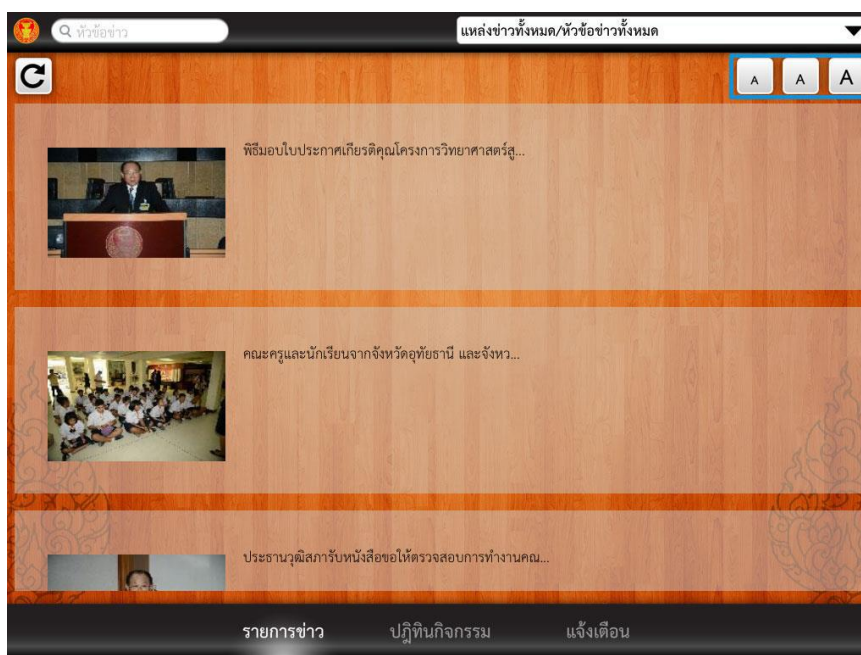 หัวข้อข่าว
แหล่งข่าวทั้งหมด/หัวข้อข่าวทั้งหมด
A A A
พิธีมอบใบประกาศเกียรติคุณโครงการวิทยาศาสตร์สู...
คณะครูและนักเรียนจากจังหวัดอุทัยธานี และจังหว...
ประธานวุฒิสภารับหนังสือขอให้ตรวจสอบการทำงานคณ...
รายการข่าว ปฏิทินกิจกรรม แจ้งเตือน